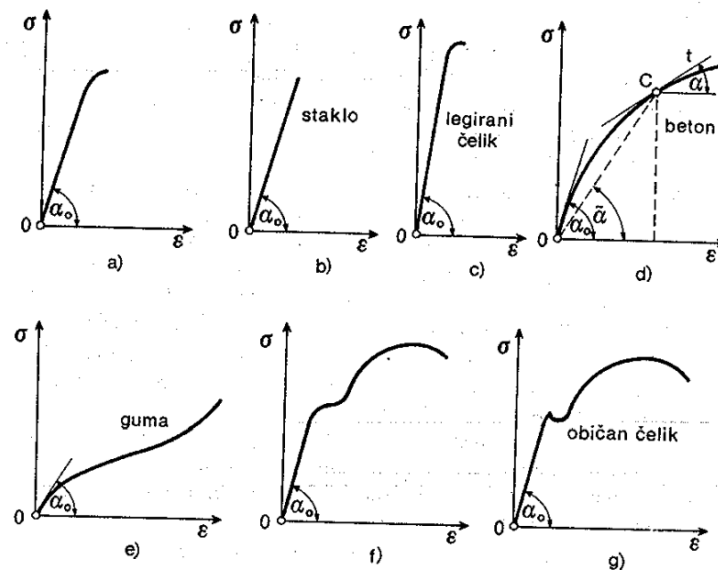 σ
α₀
0
ε
a)
σ
staklo
α₀
0
ε
b)
σ
legirani
čelik
α₀
0
ε
c)
σ
t
C
α
beton
α₀
α̃
0
ε
d)
σ
guma
α₀
0
ε
e)
σ
α₀
0
ε
f)
σ
običan čelik
α₀
0
ε
g)